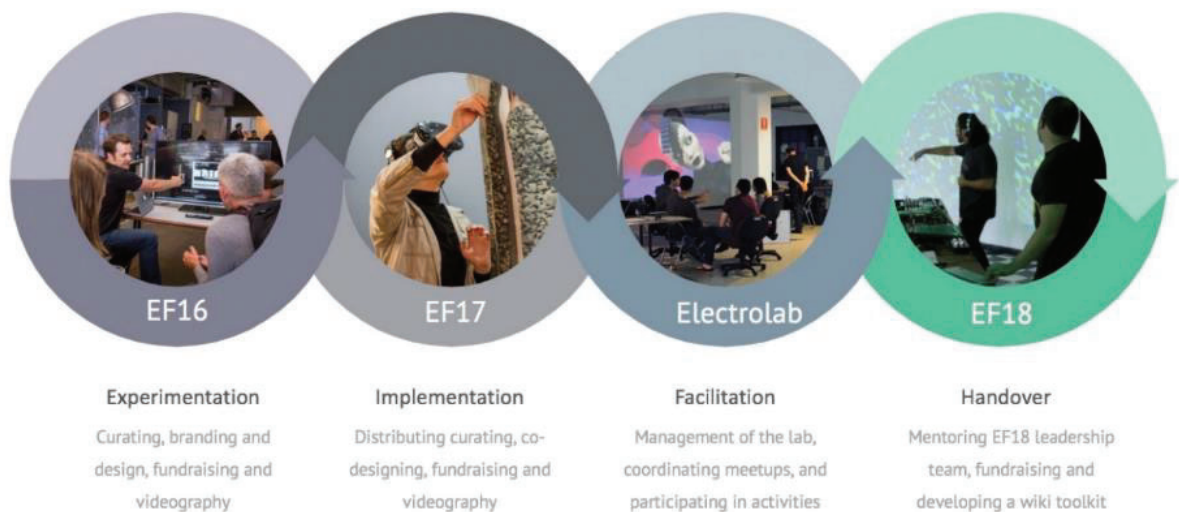 EF16
EF17
Electrolab
EF18
Experimentation
Curating, branding and
design, fundraising and
videography
Implementation
Distributing curating, co-
designing, fundraising and
videography
Facilitation
Management of the lab,
coordinating meetups, and
participating in activities
Handover
Mentoring EF18 leadership
team, fundraising and
developing a wiki toolkit